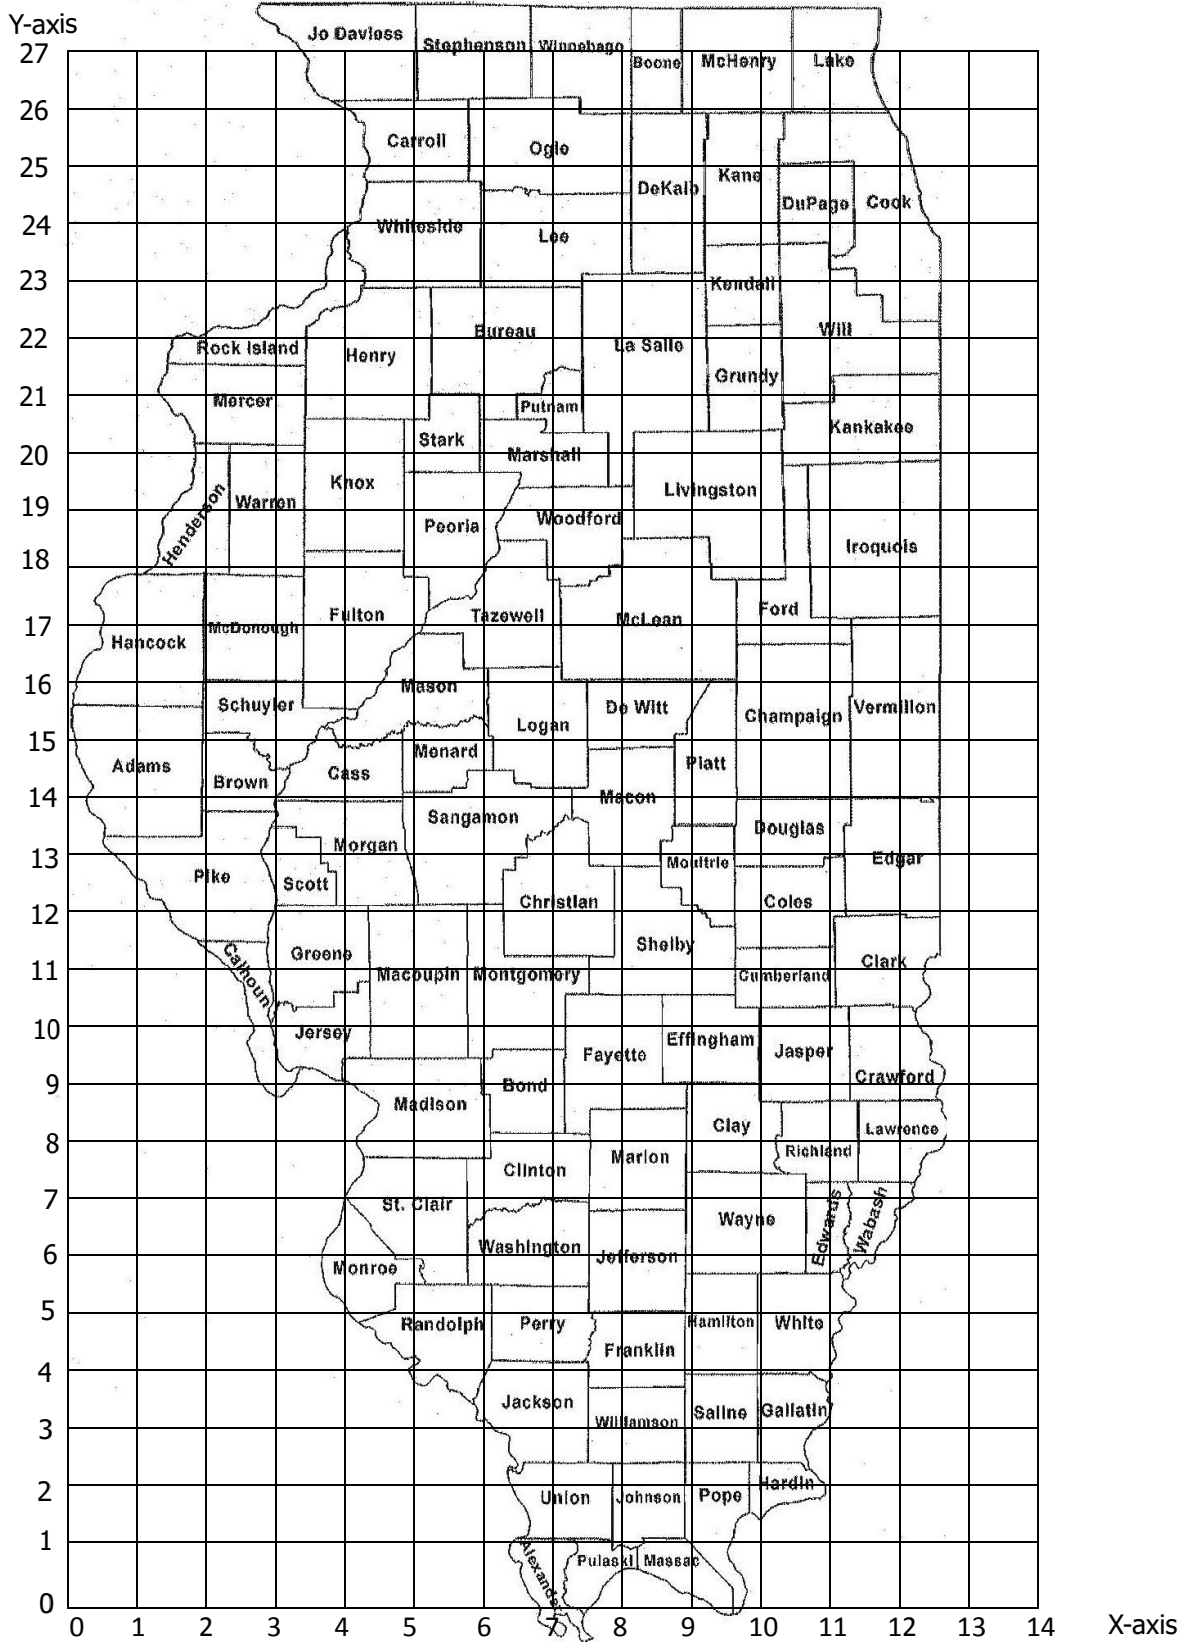 Y-axis
Jo Daviess Stephenson Winnebago Boone McHenry Lake
27
26
Carroll Ogle
25
DeKalb Kane DuPage Cook
24
Whiteside Lee
23
Kendall
Bureau Will
22
Rock Island Henry La Salle
Grundy
21
Mercer Putnam Kankakee
Stark Marshall
20
Knox Livingston
Henderson Warren
19
Peoria Woodford
Iroquois
18
Fulton Tazewell McLean Ford
17
Hancock McDonough
16
Schuyler Mason Logan De Witt Champaign Vermilion
15
Adams Brown Cass Menard Piatt
14
Sangamon Macon
Douglas
13
Morgan Moultrie Edgar
Pike Scott Christian Coles
12
Greene Shelby
11
Calhoun Macoupin Montgomery Cumberland Clark
10
Jersey Fayette Effingham Jasper
9
Madison Bond Crawford
Clay Lawrence
8
Clinton Marion Richland
7
St. Clair Wayne Edwards Wabash
Washington Jefferson
6
Monroe
5
Randolph Perry Franklin Hamilton White
4
Jackson Williamson Saline Gallatin
3
2
Union Johnson Pope Hardin
1
Alexander Pulaski Massac
0
0 1 2 3 4 5 6 7 8 9 10 11 12 13 14 X-axis